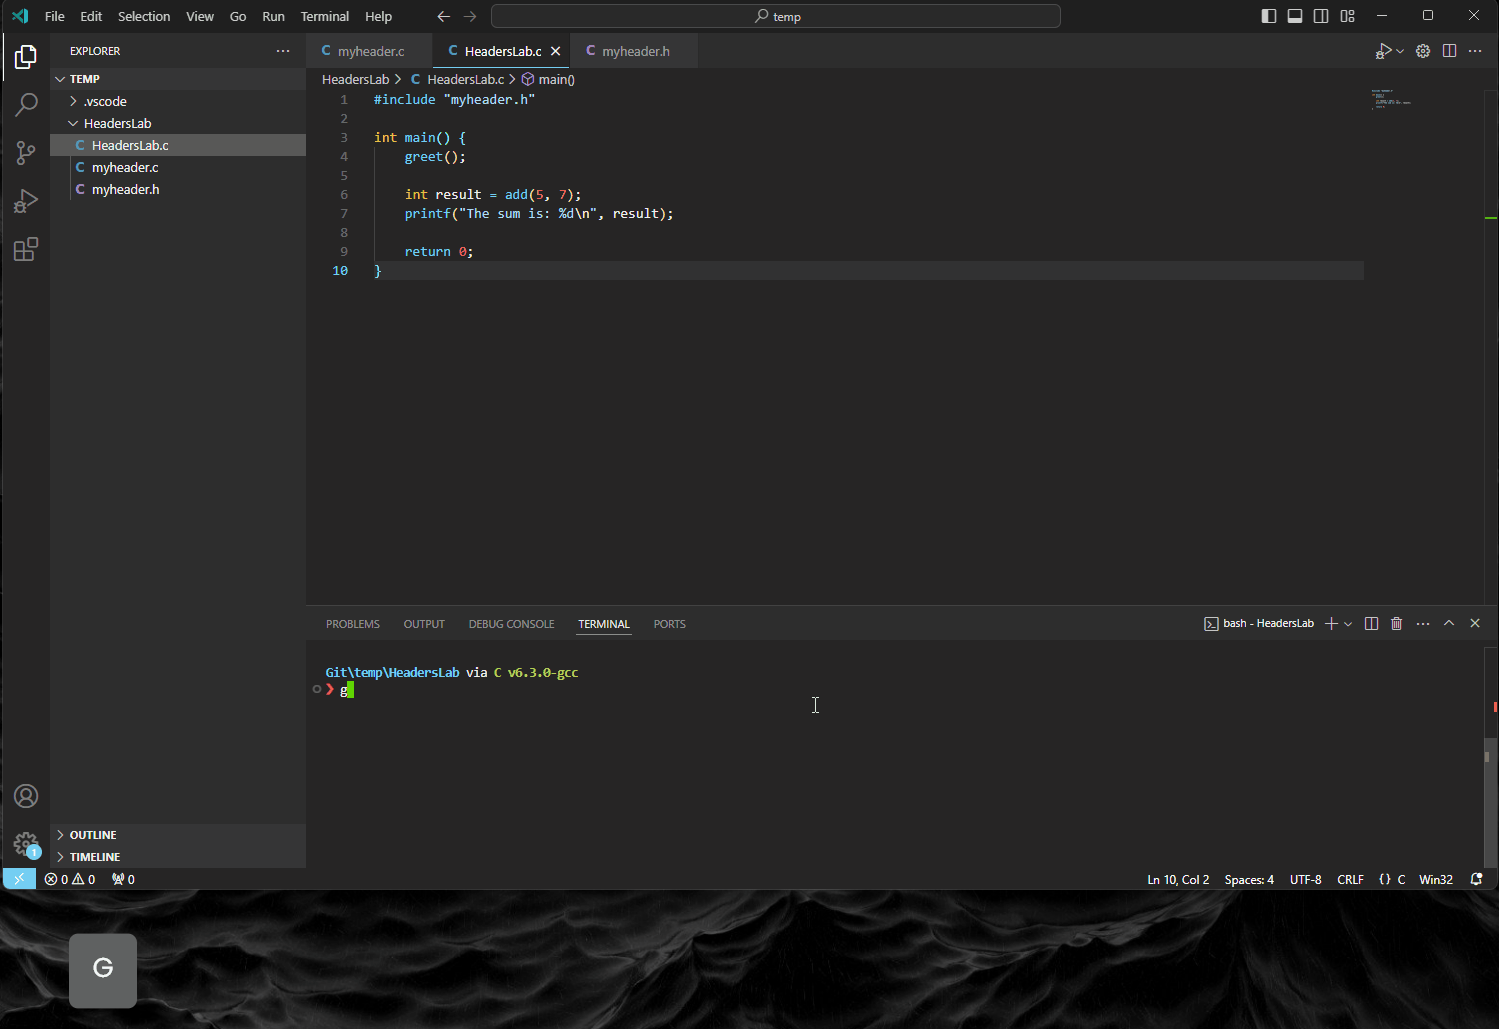 File Edit Selection View Go Run Terminal Help temp
EXPLORER
TEMP
.vscode
HeadersLab
HeadersLab.c
myheader.c
myheader.h
OUTLINE
TIMELINE
myheader.c HeadersLab.c myheader.h
HeadersLab > HeadersLab.c > main()
1 #include "myheader.h"
2
3 int main() {
4 greet();
5
6 int result = add(5, 7);
7 printf("The sum is: %d\n", result);
8
9 return 0;
10 }
PROBLEMS OUTPUT DEBUG CONSOLE TERMINAL PORTS bash - HeadersLab
Git\temp\HeadersLab via C v6.3.0-gcc
❯ g
1
0 0 0 Ln 10, Col 2 Spaces: 4 UTF-8 CRLF {} C Win32
G